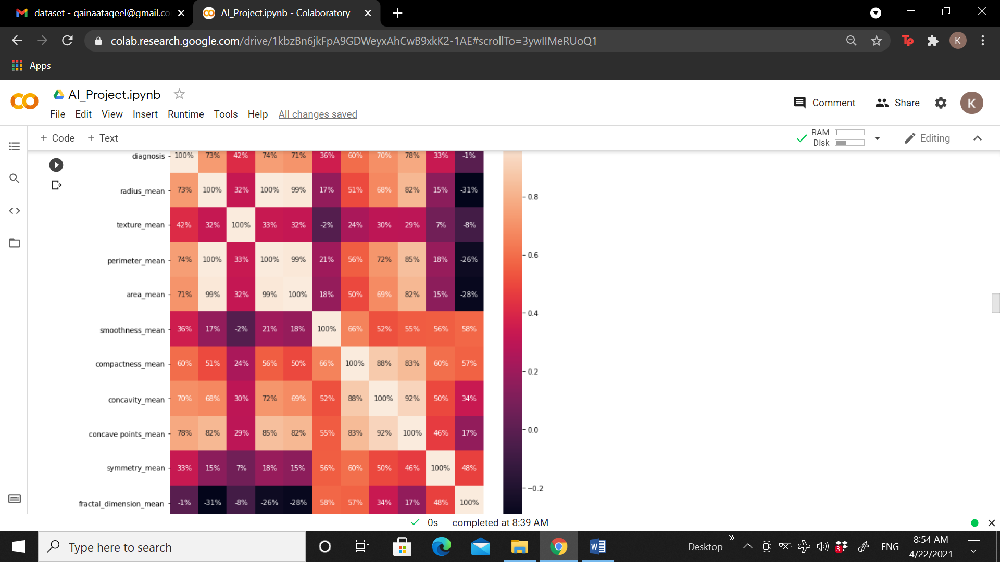 dataset - qainaataqeel@gmail.co
AI_Project.ipynb - Colaboratory
colab.research.google.com/drive/1kbzBn6jkFpA9GDWeyxAhCwB9xkK2-1AE#scrollTo=3ywIIMeRUoQ1
Tp
K
Apps
AI_Project.ipynb
File Edit View Insert Runtime Tools Help All changes saved
Comment
Share
K
+ Code + Text
RAM
Disk
Editing
diagnosis 100% 73% 42% 74% 71% 36% 60% 70% 78% 33% -1%
radius_mean 73% 100% 32% 100% 99% 17% 51% 68% 82% 15% -31%
texture_mean 42% 32% 100% 33% 32% -2% 24% 30% 29% 7% -8%
perimeter_mean 74% 100% 33% 100% 99% 21% 56% 72% 85% 18% -26%
area_mean 71% 99% 32% 99% 100% 18% 50% 69% 82% 15% -28%
smoothness_mean 36% 17% -2% 21% 18% 100% 66% 52% 55% 56% 58%
compactness_mean 60% 51% 24% 56% 50% 66% 100% 88% 83% 60% 57%
concavity_mean 70% 68% 30% 72% 69% 52% 88% 100% 92% 50% 34%
concave points_mean 78% 82% 29% 85% 82% 55% 83% 92% 100% 46% 17%
symmetry_mean 33% 15% 7% 18% 15% 56% 60% 50% 46% 100% 48%
fractal_dimension_mean -1% -31% -8% -26% -28% 58% 57% 34% 17% 48% 100%
0.8
0.6
0.4
0.2
0.0
−0.2
0s completed at 8:39 AM
Type here to search
W
Desktop
3
ENG
8:54 AM
4/22/2021